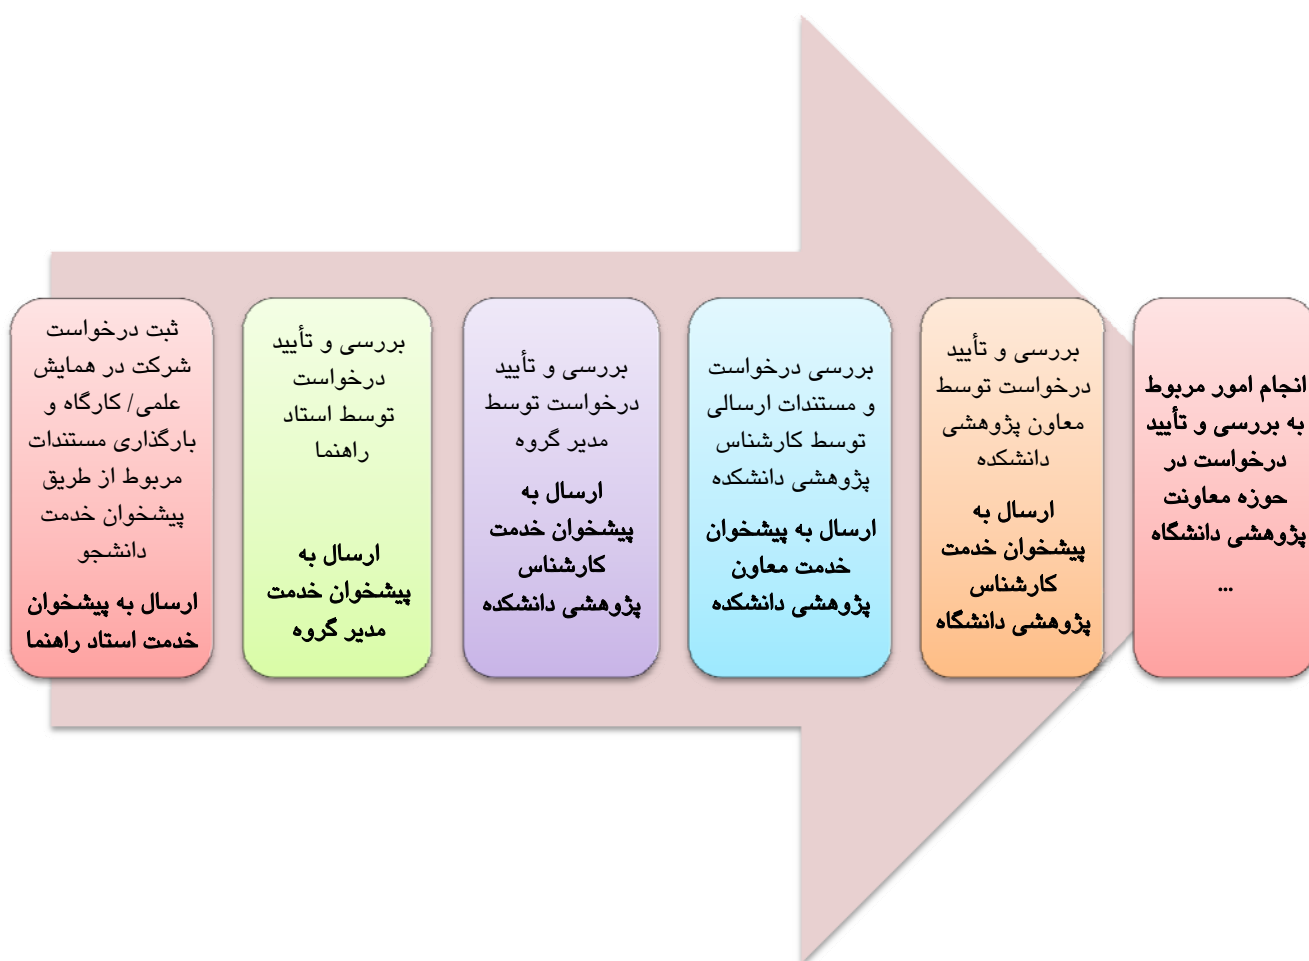 ثبت درخواست
شرکت در همایش
علمی/ کارگاه و
بارگذاری مستندات
مربوط از طریق
پیشخوان خدمت
دانشجو
ارسال به پیشخوان
خدمت استاد راهنما
بررسی و تأیید
درخواست
توسط استاد
راهنما
ارسال به
پیشخوان خدمت
مدیر گروه
بررسی و تأیید
درخواست توسط
مدیر گروه
ارسال به
پیشخوان خدمت
کارشناس
پژوهشی دانشکده
بررسی درخواست
و مستندات ارسالی
توسط کارشناس
پژوهشی دانشکده
ارسال به پیشخوان
خدمت معاون
پژوهشی دانشکده
بررسی و تأیید
درخواست توسط
معاون پژوهشی
دانشکده
ارسال به
پیشخوان خدمت
کارشناس
پژوهشی دانشگاه
انجام امور مربوط
به بررسی و تأیید
درخواست در
حوزه معاونت
پژوهشی دانشگاه
...